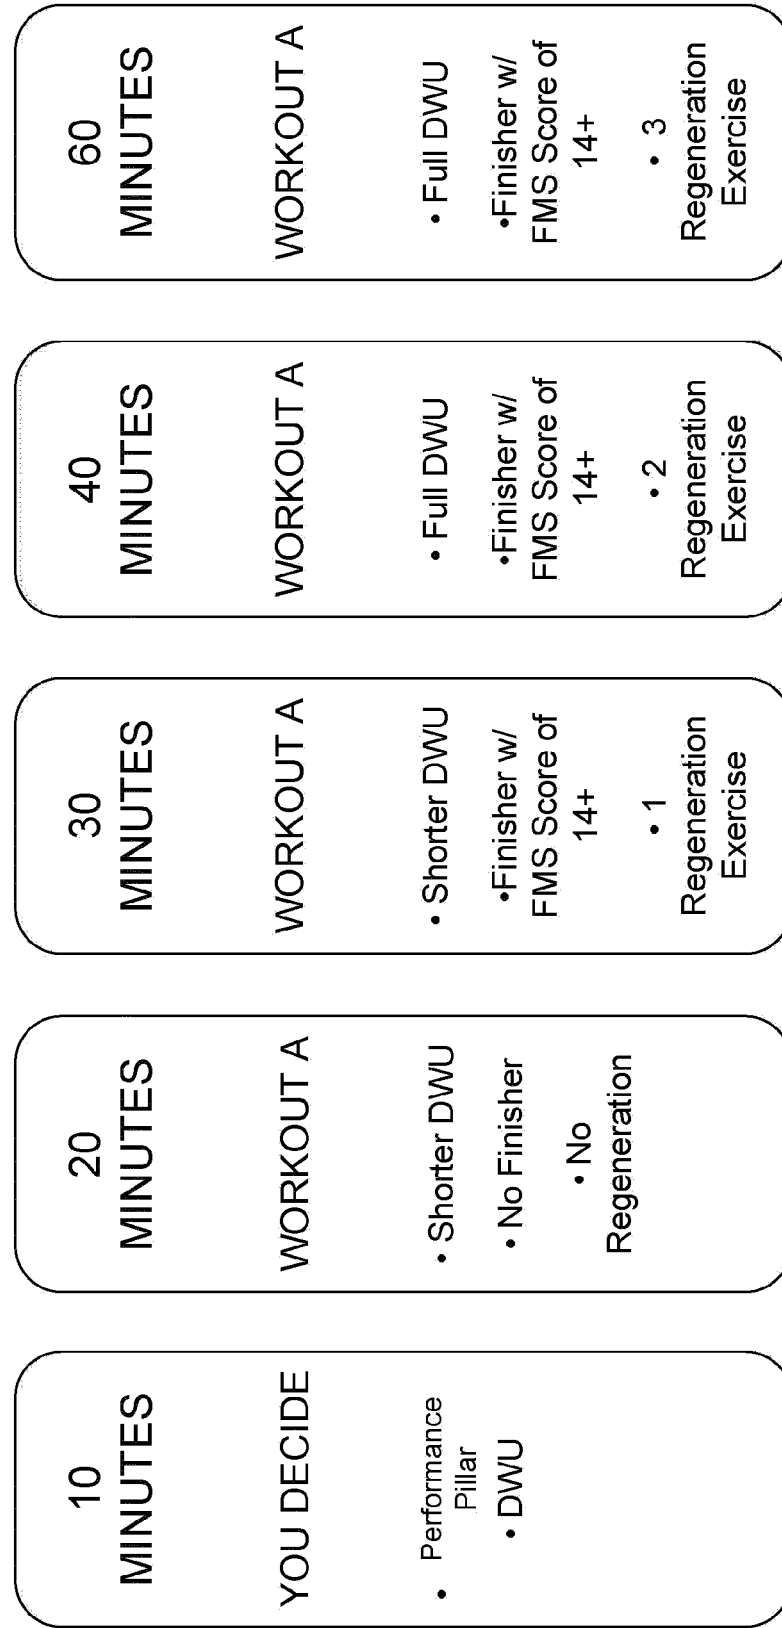 10
MINUTES
YOU DECIDE
• Performance
Pillar
• DWU
20
MINUTES
WORKOUT A
• Shorter DWU
• No Finisher
• No
Regeneration
30
MINUTES
WORKOUT A
• Shorter DWU
•Finisher w/
FMS Score of
14+
• 1
Regeneration
Exercise
40
MINUTES
WORKOUT A
• Full DWU
•Finisher w/
FMS Score of
14+
• 2
Regeneration
Exercise
60
MINUTES
WORKOUT A
• Full DWU
•Finisher w/
FMS Score of
14+
• 3
Regeneration
Exercise